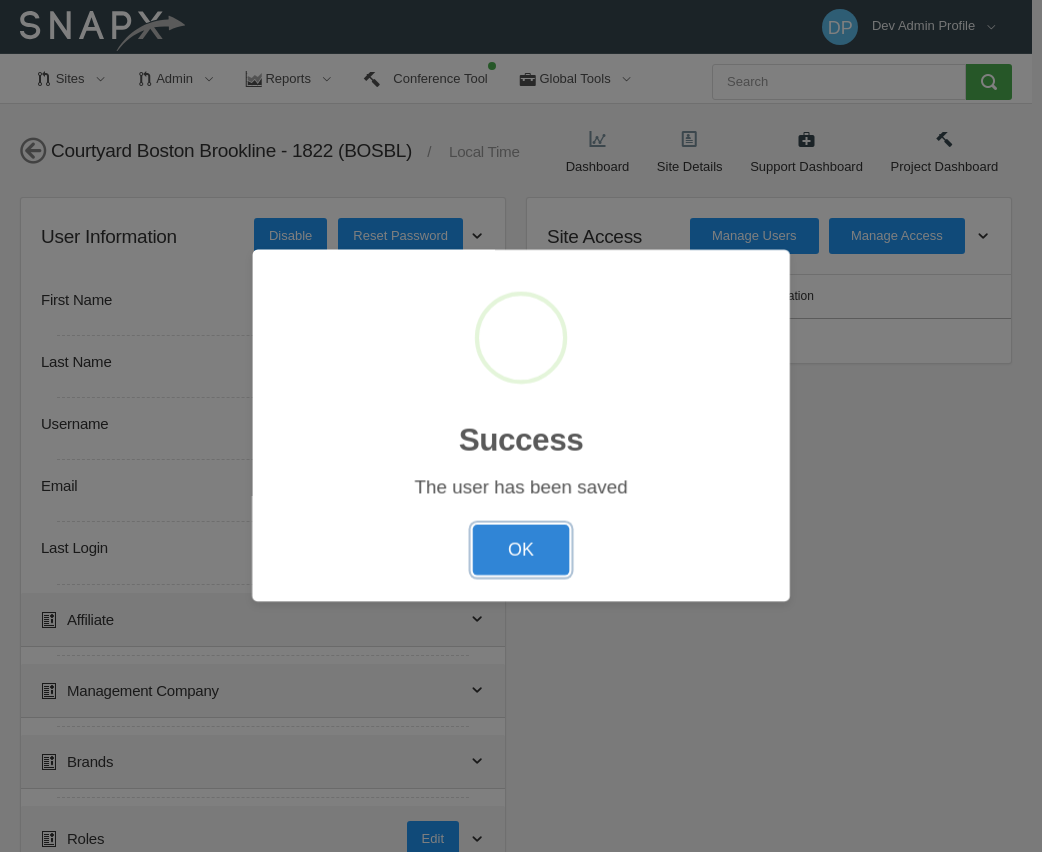 SNAPX
DP Dev Admin Profile
Sites Admin Reports Conference Tool Global Tools Search
Courtyard Boston Brookline - 1822 (BOSBL) / Local Time
Dashboard Site Details Support Dashboard Project Dashboard
User Information Disable Reset Password
Site Access Manage Users Manage Access
First Name
Last Name
Username
Email
Last Login
Success
The user has been saved
OK
Affiliate
Management Company
Brands
Roles Edit